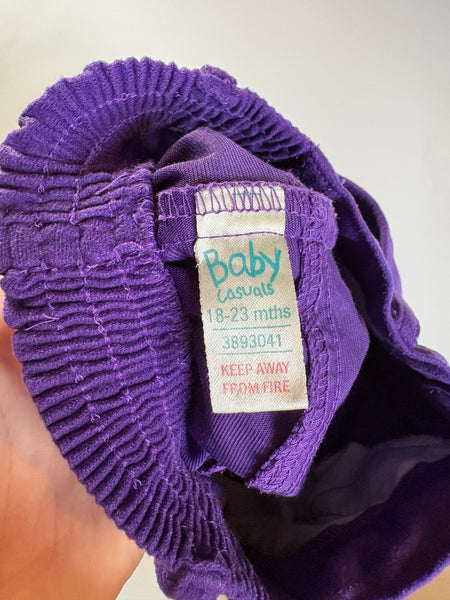 Baby
casuals
18-23 mths
3893041
KEEP AWAY
FROM FIRE